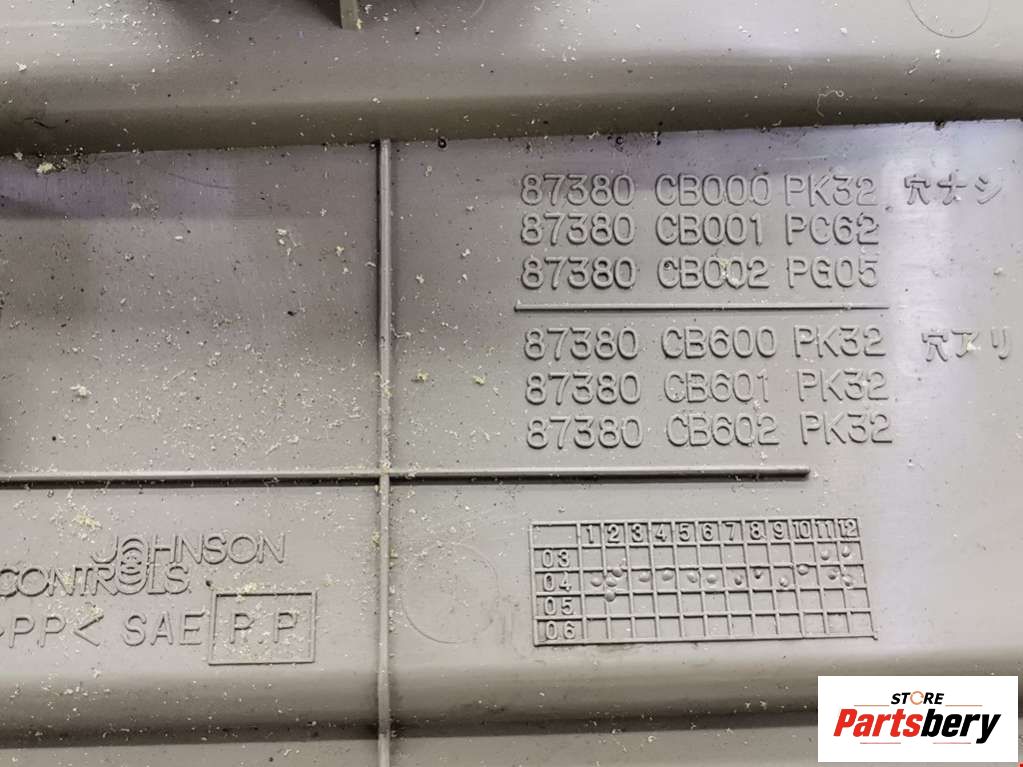 87380 CB000 PK32 穴ナシ
87380 CB001 PC62
87380 CB002 PG05
87380 CB600 PK32 穴アリ
87380 CB601 PK32
87380 CB602 PK32
JOHNSON
CONTROLS
>PP< SAE PP
1 2 3 4 5 6 7 8 9 10 11 12
03
04
05
06
STORE
Partsbery